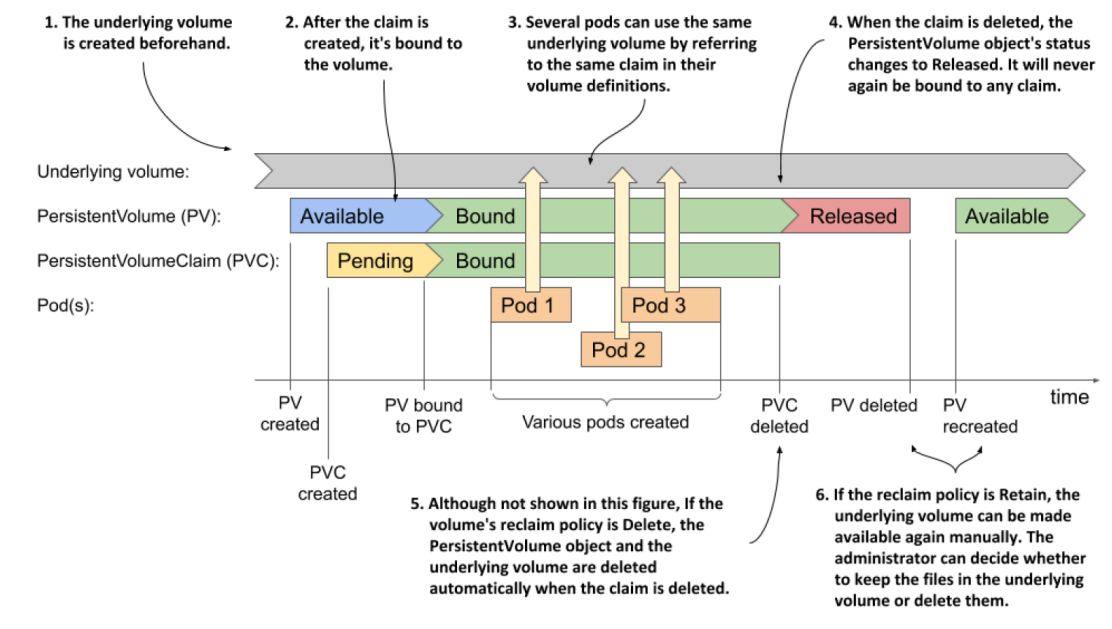 1. The underlying volume
is created beforehand.
2. After the claim is
created, it's bound to
the volume.
3. Several pods can use the same
underlying volume by referring
to the same claim in their
volume definitions.
4. When the claim is deleted, the
PersistentVolume object's status
changes to Released. It will never
again be bound to any claim.
Underlying volume:
PersistentVolume (PV):
Available
Bound
Released
Available
PersistentVolumeClaim (PVC):
Pending
Bound
Pod(s):
Pod 1
Pod 3
Pod 2
time
PV
created
PV bound
to PVC
Various pods created
PVC
deleted
PV deleted
PV
recreated
PVC
created
5. Although not shown in this figure, If the
volume's reclaim policy is Delete, the
PersistentVolume object and the
underlying volume are deleted
automatically when the claim is deleted.
6. If the reclaim policy is Retain, the
underlying volume can be made
available again manually. The
administrator can decide whether
to keep the files in the underlying
volume or delete them.